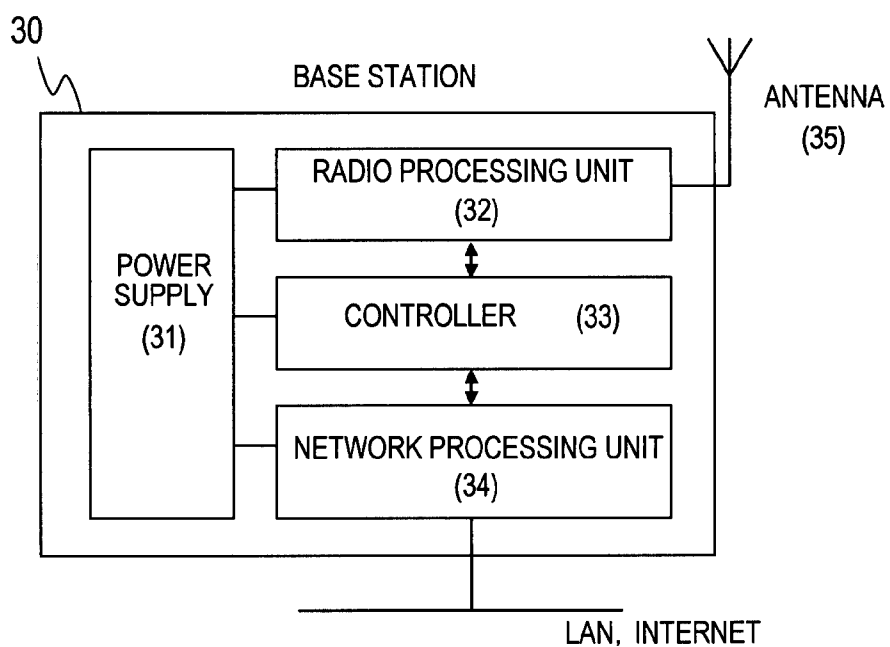 30
BASE STATION
ANTENNA
(35)
RADIO PROCESSING UNIT
(32)
POWER
SUPPLY
(31)
CONTROLLER (33)
NETWORK PROCESSING UNIT
(34)
LAN, INTERNET